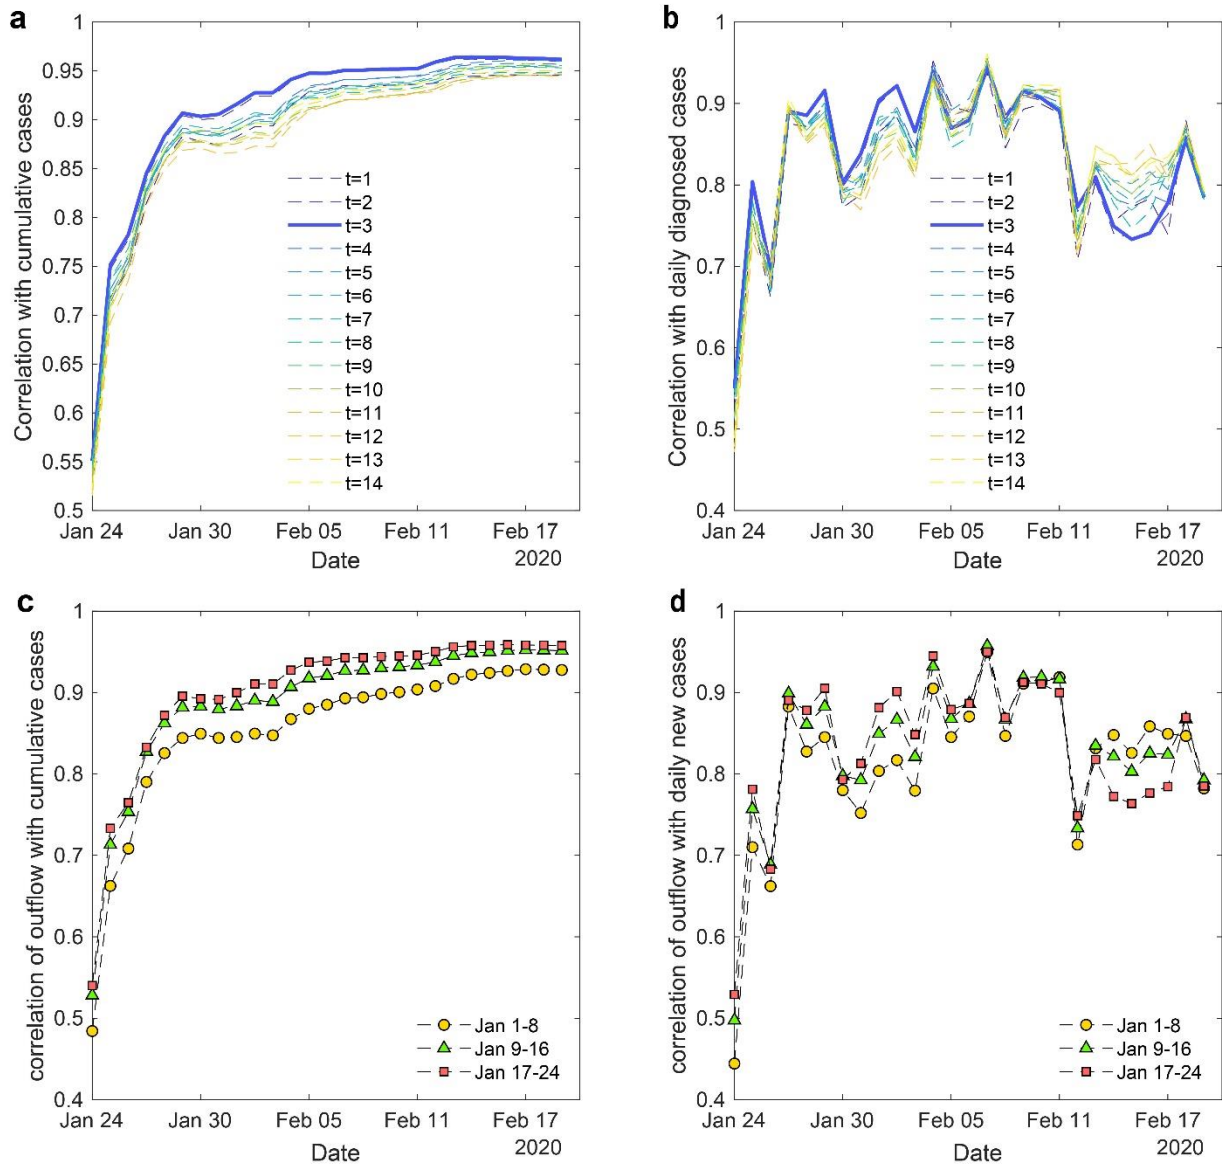 a
Correlation with cumulative cases
1
0.95
0.9
0.85
0.8
0.75
0.7
0.65
0.6
0.55
0.5
t=1
t=2
t=3
t=4
t=5
t=6
t=7
t=8
t=9
t=10
t=11
t=12
t=13
t=14
Jan 24
Jan 30
Feb 05
Feb 11
Feb 17
2020
Date
b
Correlation with daily diagnosed cases
1
0.9
0.8
0.7
0.6
0.5
0.4
t=1
t=2
t=3
t=4
t=5
t=6
t=7
t=8
t=9
t=10
t=11
t=12
t=13
t=14
Jan 24
Jan 30
Feb 05
Feb 11
Feb 17
2020
Date
c
correlation of outflow with cumulative cases
1
0.9
0.8
0.7
0.6
0.5
0.4
Jan 1-8
Jan 9-16
Jan 17-24
Jan 24
Jan 30
Feb 05
Feb 11
Feb 17
2020
Date
d
correlation of outflow with daily new cases
1
0.9
0.8
0.7
0.6
0.5
0.4
Jan 1-8
Jan 9-16
Jan 17-24
Jan 24
Jan 30
Feb 05
Feb 11
Feb 17
2020
Date